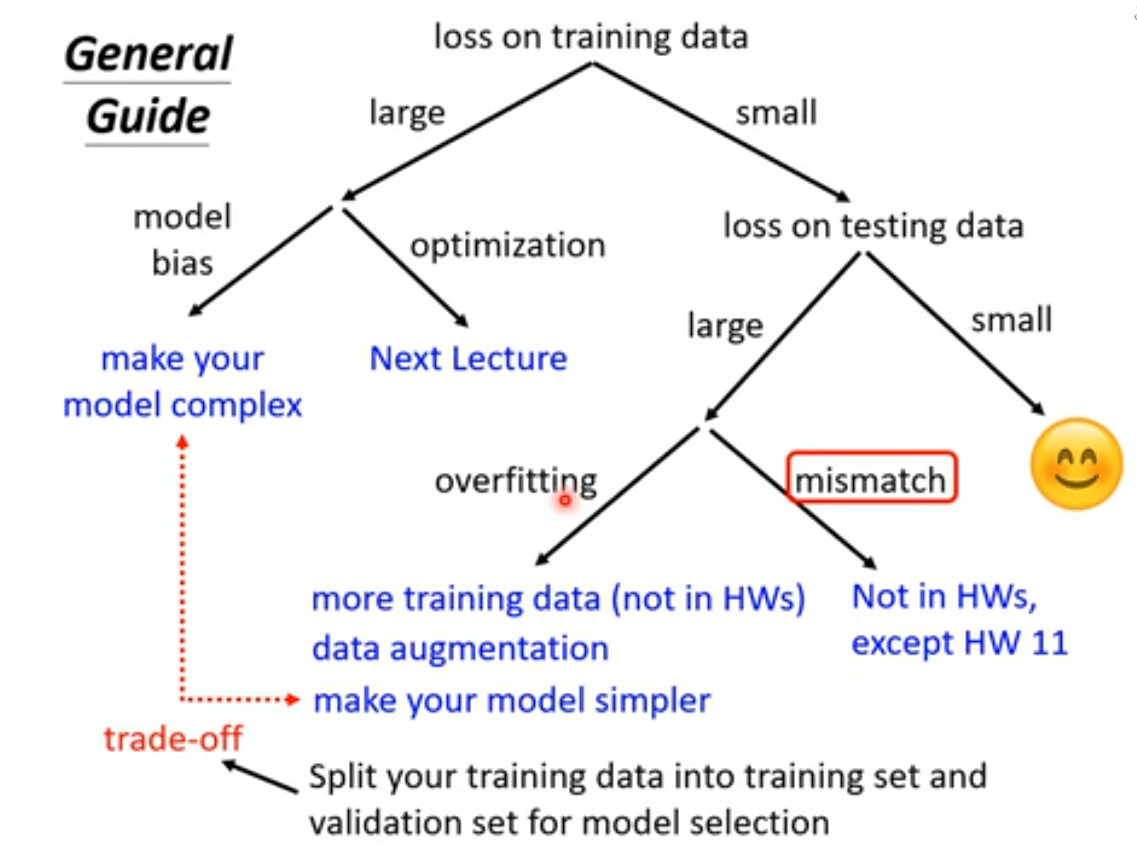 General
Guide
loss on training data
large
small
model
bias
optimization
loss on testing data
make your
model complex
Next Lecture
large
small
overfitting
mismatch
more training data (not in HWs)
data augmentation
make your model simpler
Not in HWs,
except HW 11
trade-off
Split your training data into training set and
validation set for model selection